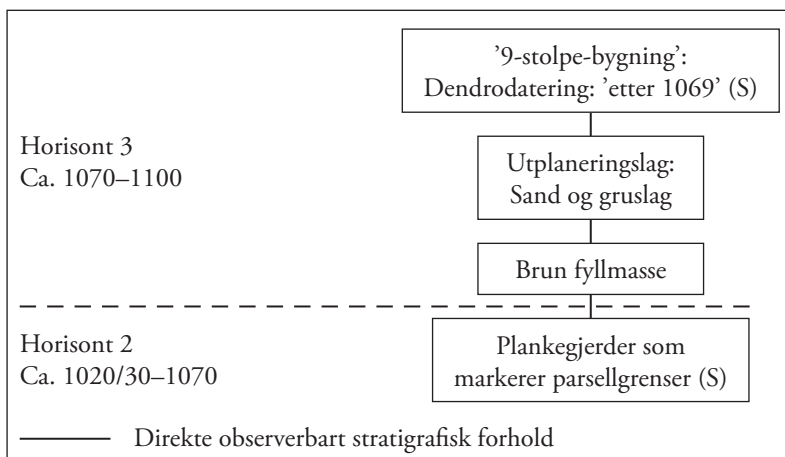 ’9-stolpe-bygning’:
Dendrodatering: ’etter 1069’ (S)
Horisont 3
Ca. 1070–1100
Utplaneringslag:
Sand og gruslag
Brun fyllmasse
Horisont 2
Ca. 1020/30–1070
Plankegjerder som
markerer parsellgrenser (S)
Direkte observerbart stratigrafisk forhold